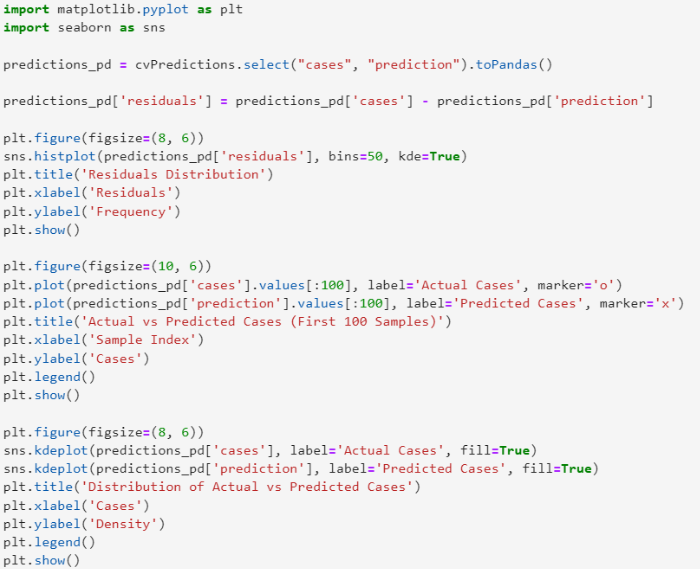 import matplotlib.pyplot as plt
import seaborn as sns
predictions_pd = cvPredictions.select("cases", "prediction").toPandas()
predictions_pd['residuals'] = predictions_pd['cases'] - predictions_pd['prediction']
plt.figure(figsize=(8, 6))
sns.histplot(predictions_pd['residuals'], bins=50, kde=True)
plt.title('Residuals Distribution')
plt.xlabel('Residuals')
plt.ylabel('Frequency')
plt.show()
plt.figure(figsize=(10, 6))
plt.plot(predictions_pd['cases'].values[:100], label='Actual Cases', marker='o')
plt.plot(predictions_pd['prediction'].values[:100], label='Predicted Cases', marker='x')
plt.title('Actual vs Predicted Cases (First 100 Samples)')
plt.xlabel('Sample Index')
plt.ylabel('Cases')
plt.legend()
plt.show()
plt.figure(figsize=(8, 6))
sns.kdeplot(predictions_pd['cases'], label='Actual Cases', fill=True)
sns.kdeplot(predictions_pd['prediction'], label='Predicted Cases', fill=True)
plt.title('Distribution of Actual vs Predicted Cases')
plt.xlabel('Cases')
plt.ylabel('Density')
plt.legend()
plt.show()